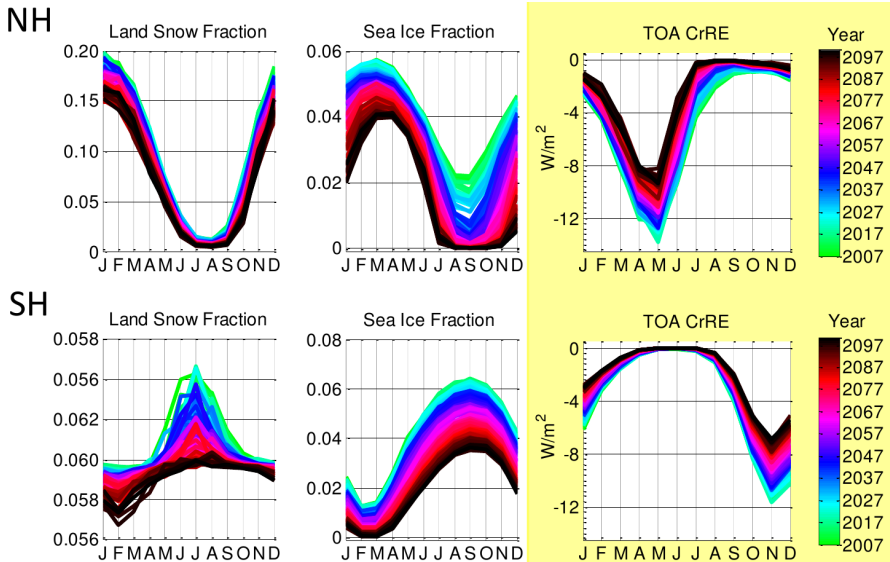 NH
Land Snow Fraction
0.20
0.15
0.10
0.05
0
J F M A M J J A S O N D
Sea Ice Fraction
0.06
0.04
0.02
0
J F M A M J J A S O N D
TOA CrRE
W/m²
0
-4
-8
-12
J F M A M J J A S O N D
Year
2097
2087
2077
2067
2057
2047
2037
2027
2017
2007
SH
Land Snow Fraction
0.058
0.056
0.062
0.060
0.058
0.056
J F M A M J J A S O N D
Sea Ice Fraction
0.08
0.06
0.04
0.02
0
J F M A M J J A S O N D
TOA CrRE
W/m²
0
-4
-8
-12
J F M A M J J A S O N D
Year
2097
2087
2077
2067
2057
2047
2037
2027
2017
2007